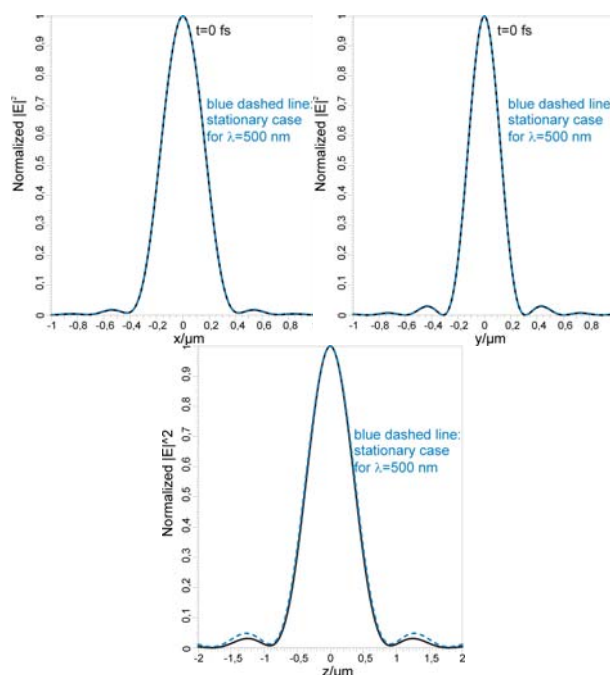 Normalized |E|²
1
0,9
0,8
0,7
0,6
0,5
0,4
0,3
0,2
0,1
0
t=0 fs
blue dashed line:
stationary case
for λ=500 nm
-1 -0,8 -0,6 -0,4 -0,2 0 0,2 0,4 0,6 0,8
x/µm
Normalized |E|²
1
0,9
0,8
0,7
0,6
0,5
0,4
0,3
0,2
0,1
0
t=0 fs
blue dashed line:
stationary case
for λ=500 nm
-1 -0,8 -0,6 -0,4 -0,2 0 0,2 0,4 0,6 0,8
y/µm
Normalized |E|^2
1
0,9
0,8
0,7
0,6
0,5
0,4
0,3
0,2
0,1
0
blue dashed line:
stationary case
for λ=500 nm
-2 -1,5 -1 -0,5 0 0,5 1 1,5 2
z/µm